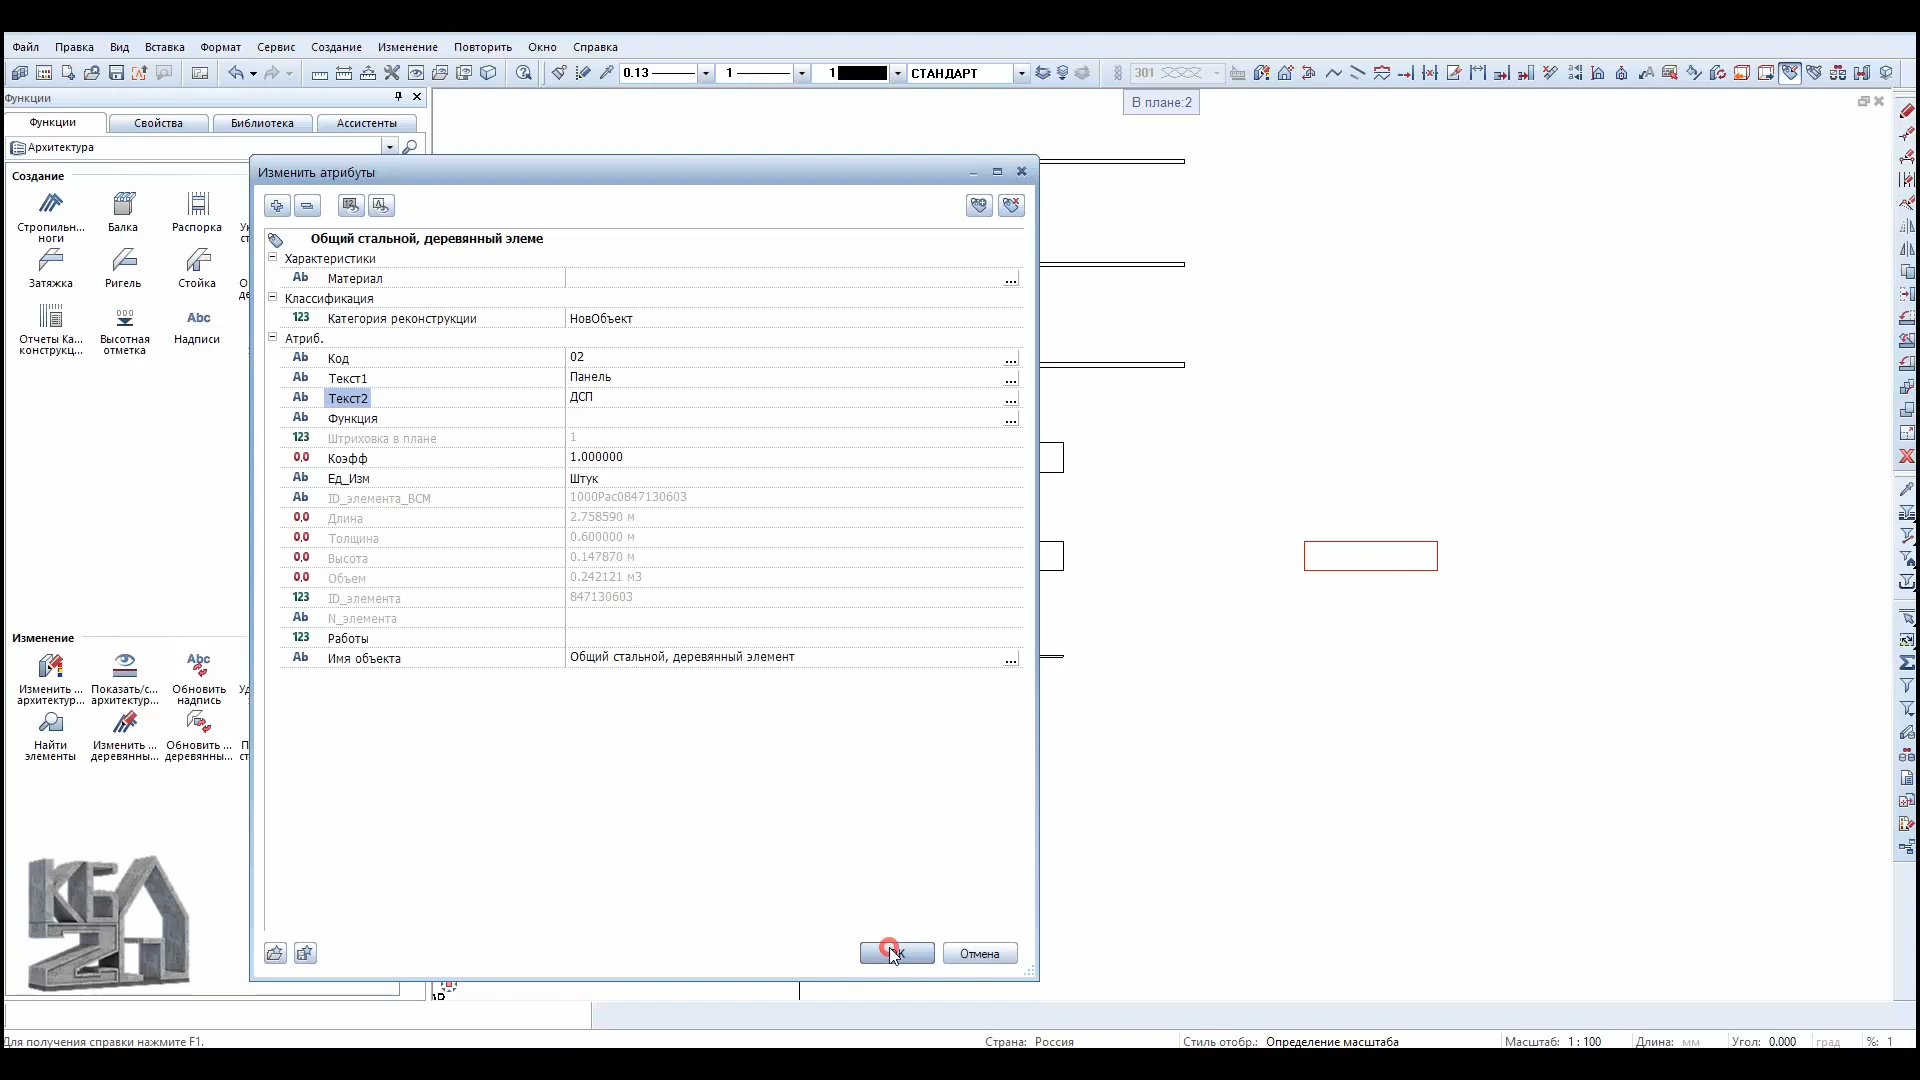 Файл Правка Вид Вставка Формат Сервис Создание Изменение Повторить Окно Справка
0.13 1 1 СТАНДАРТ 301
Функции
В плане:2
Функции Свойства Библиотека Ассистенты
Архитектура
Создание
Стропильн... ноги
Балка
Распорка
Затяжка
Ригель
Стойка
Отчеты Ка... конструкц...
Высотная отметка
Abc
Надписи
Изменить атрибуты
Общий стальной, деревянный элеме
Характеристики
Ab Материал ...
Классификация
123 Категория реконструкции НовОбъект
Атриб.
Ab Код 02 ...
Ab Текст1 Панель ...
Ab Текст2 ДСП ...
Ab Функция ...
123 Штриховка в плане 1
0,0 Коэфф 1.000000
Ab Ед_Изм Штук
Ab ID_элемента_BCM 1000Рас0847130603
0,0 Длина 2.758590 м
0,0 Толщина 0.600000 м
0,0 Высота 0.147870 м
0,0 Объем 0.242121 м3
123 ID_элемента 847130603
Ab N_элемента
123 Работы
Ab Имя объекта Общий стальной, деревянный элемент ...
Отмена
Изменение
Изменить ... архитектур...
Показать/с... архитектур...
Abc
Обновить надпись
Найти элементы
Изменить ... деревянны...
Обновить ... деревянны...
КБА
Для получения справки нажмите F1.
Страна: Россия
Стиль отобр.: Определение масштаба
Масштаб: 1 : 100
Длина: мм
Угол: 0.000 град
%: 1